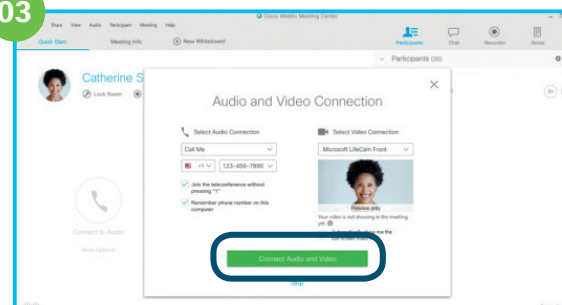 03
Cisco WebEx Meeting Center
Share View Audio Participant Meeting Help
Quick Start Meeting Info New Whiteboard
Participants Chat Recorder Notes
Participants (20)
Catherine S
Lock Room
Audio and Video Connection
Select Audio Connection
Call Me
+1 123-456-7890
Join the teleconference without
pressing "1"
Remember phone number on this
computer
Select Video Connection
Microsoft LifeCam Front
Preview only
Your video is not showing in the meeting
yet.
Connect Audio and Video
Skip
Connect to Audio
More Options